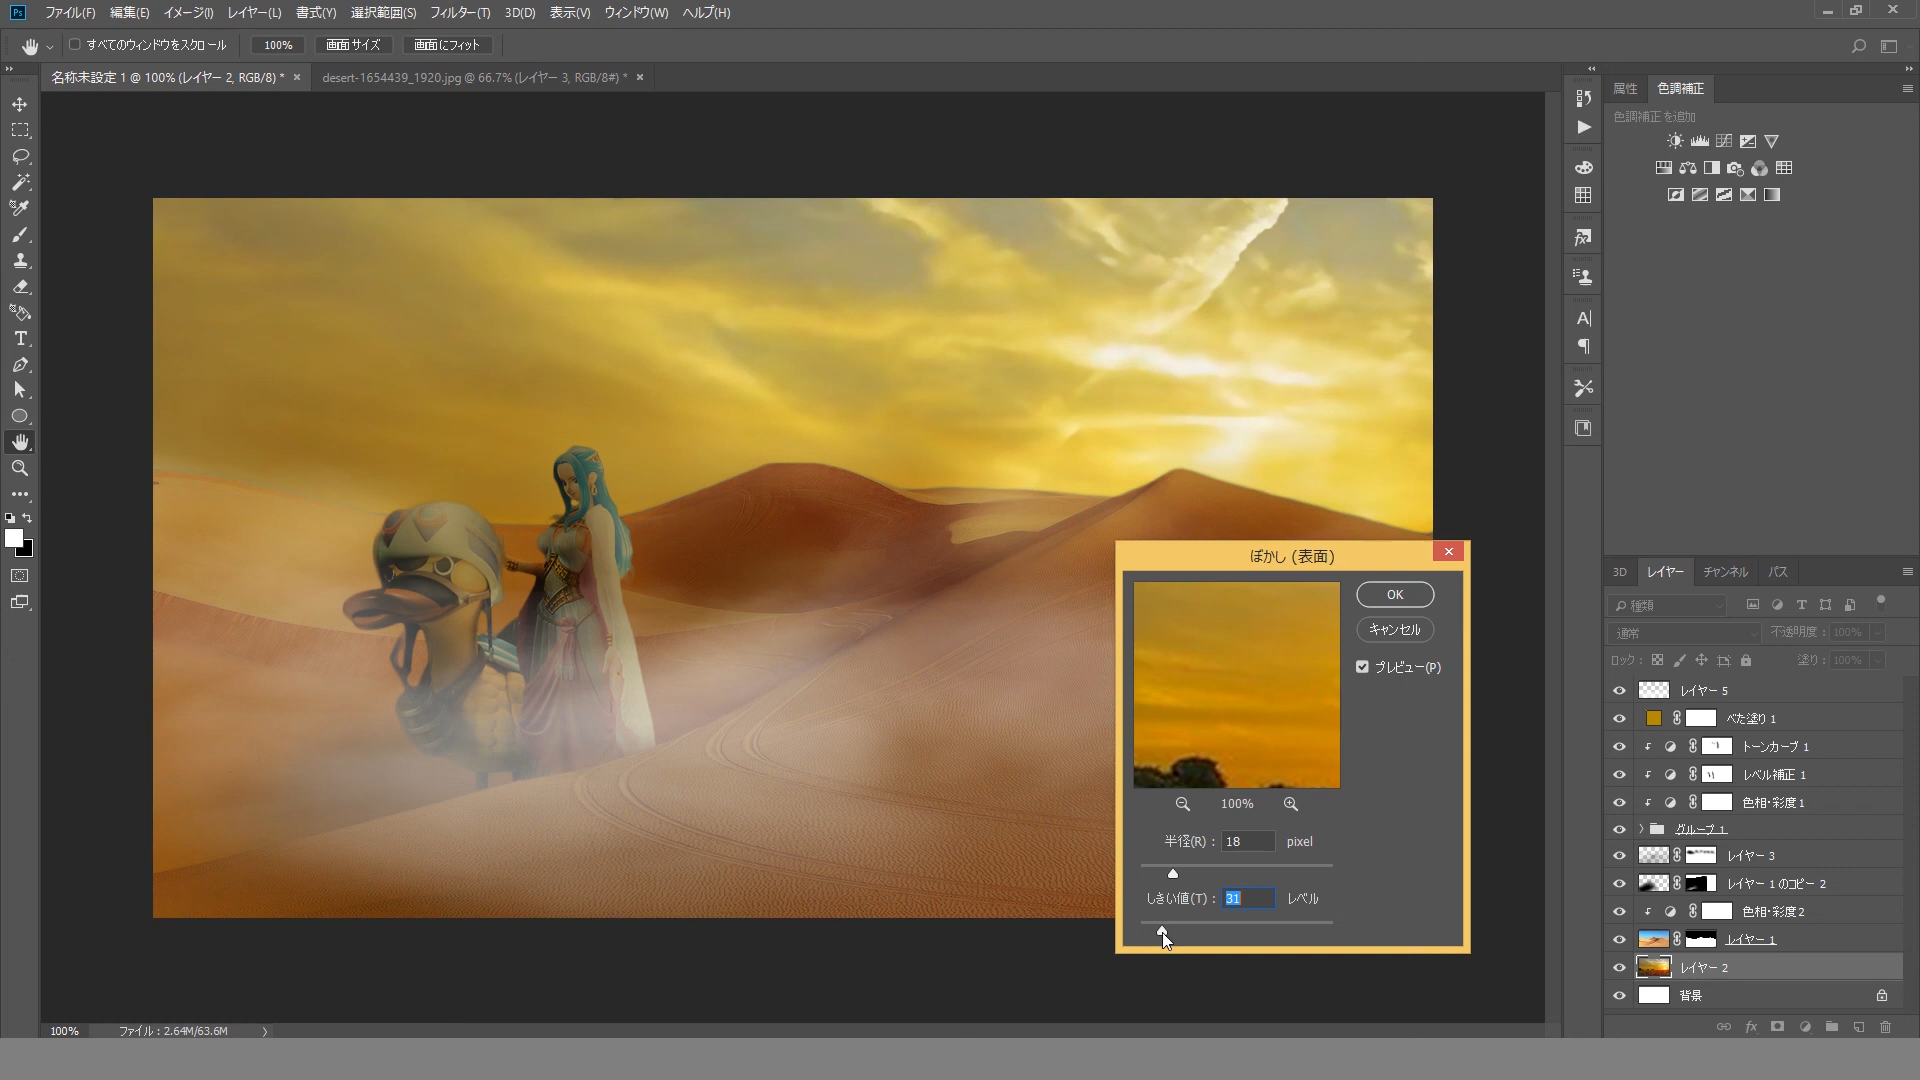 Ps ファイル(F) 編集(E) イメージ(I) レイヤー(L) 書式(Y) 選択範囲(S) フィルター(T) 3D(D) 表示(V) ウィンドウ(W) ヘルプ(H)
すべてのウィンドウをスクロール 100% 画面サイズ 画面にフィット
名称未設定 1 @ 100% (レイヤー 2, RGB/8) * × desert-1654439_1920.jpg @ 66.7% (レイヤー 3, RGB/8#) * ×
属性 色調補正
色調補正を追加
ぼかし (表面)
OK
キャンセル
プレビュー(P)
100%
半径(R) : 18 pixel
しきい値(T) : 31 レベル
3D レイヤー チャンネル パス
種類
通常 不透明度 : 100%
ロック : 塗り : 100%
レイヤー 5
べた塗り 1
トーンカーブ 1
レベル補正 1
色相・彩度 1
グループ 1
レイヤー 3
レイヤー 1 のコピー 2
色相・彩度 2
レイヤー 1
レイヤー 2
背景
100% ファイル : 2.64M/63.6M